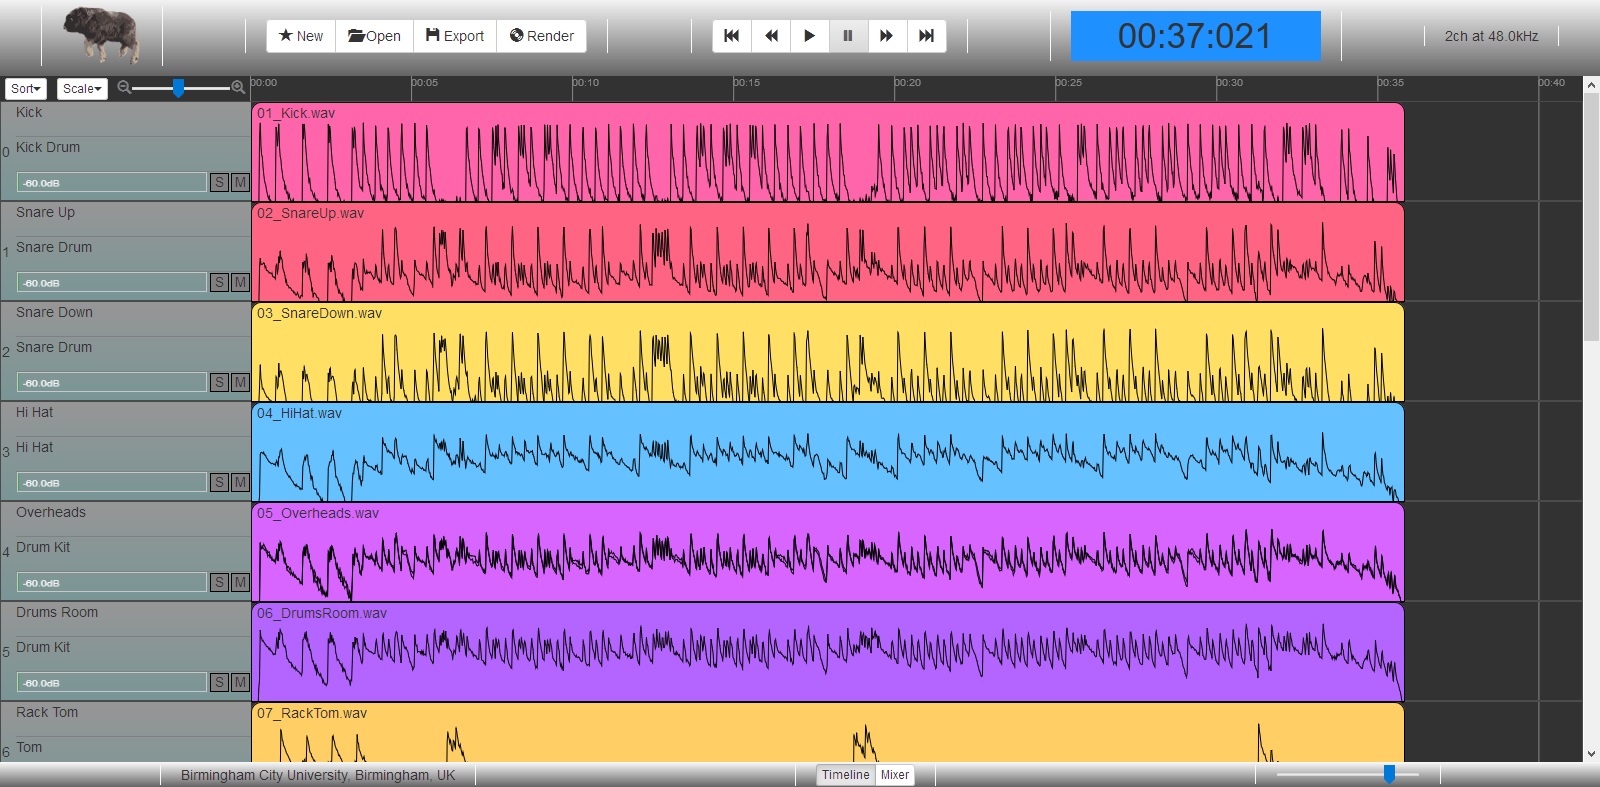 New Open Export Render
00:37:021
2ch at 48.0kHz
Sort Scale
00:00 00:05 00:10 00:15 00:20 00:25 00:30 00:35 00:40
Kick
0 Kick Drum
-60.0dB S M
01_Kick.wav
Snare Up
1 Snare Drum
-60.0dB S M
02_SnareUp.wav
Snare Down
2 Snare Drum
-60.0dB S M
03_SnareDown.wav
Hi Hat
3 Hi Hat
-60.0dB S M
04_HiHat.wav
Overheads
4 Drum Kit
-60.0dB S M
05_Overheads.wav
Drums Room
5 Drum Kit
-60.0dB S M
06_DrumsRoom.wav
Rack Tom
6 Tom
07_RackTom.wav
Birmingham City University, Birmingham, UK
Timeline Mixer